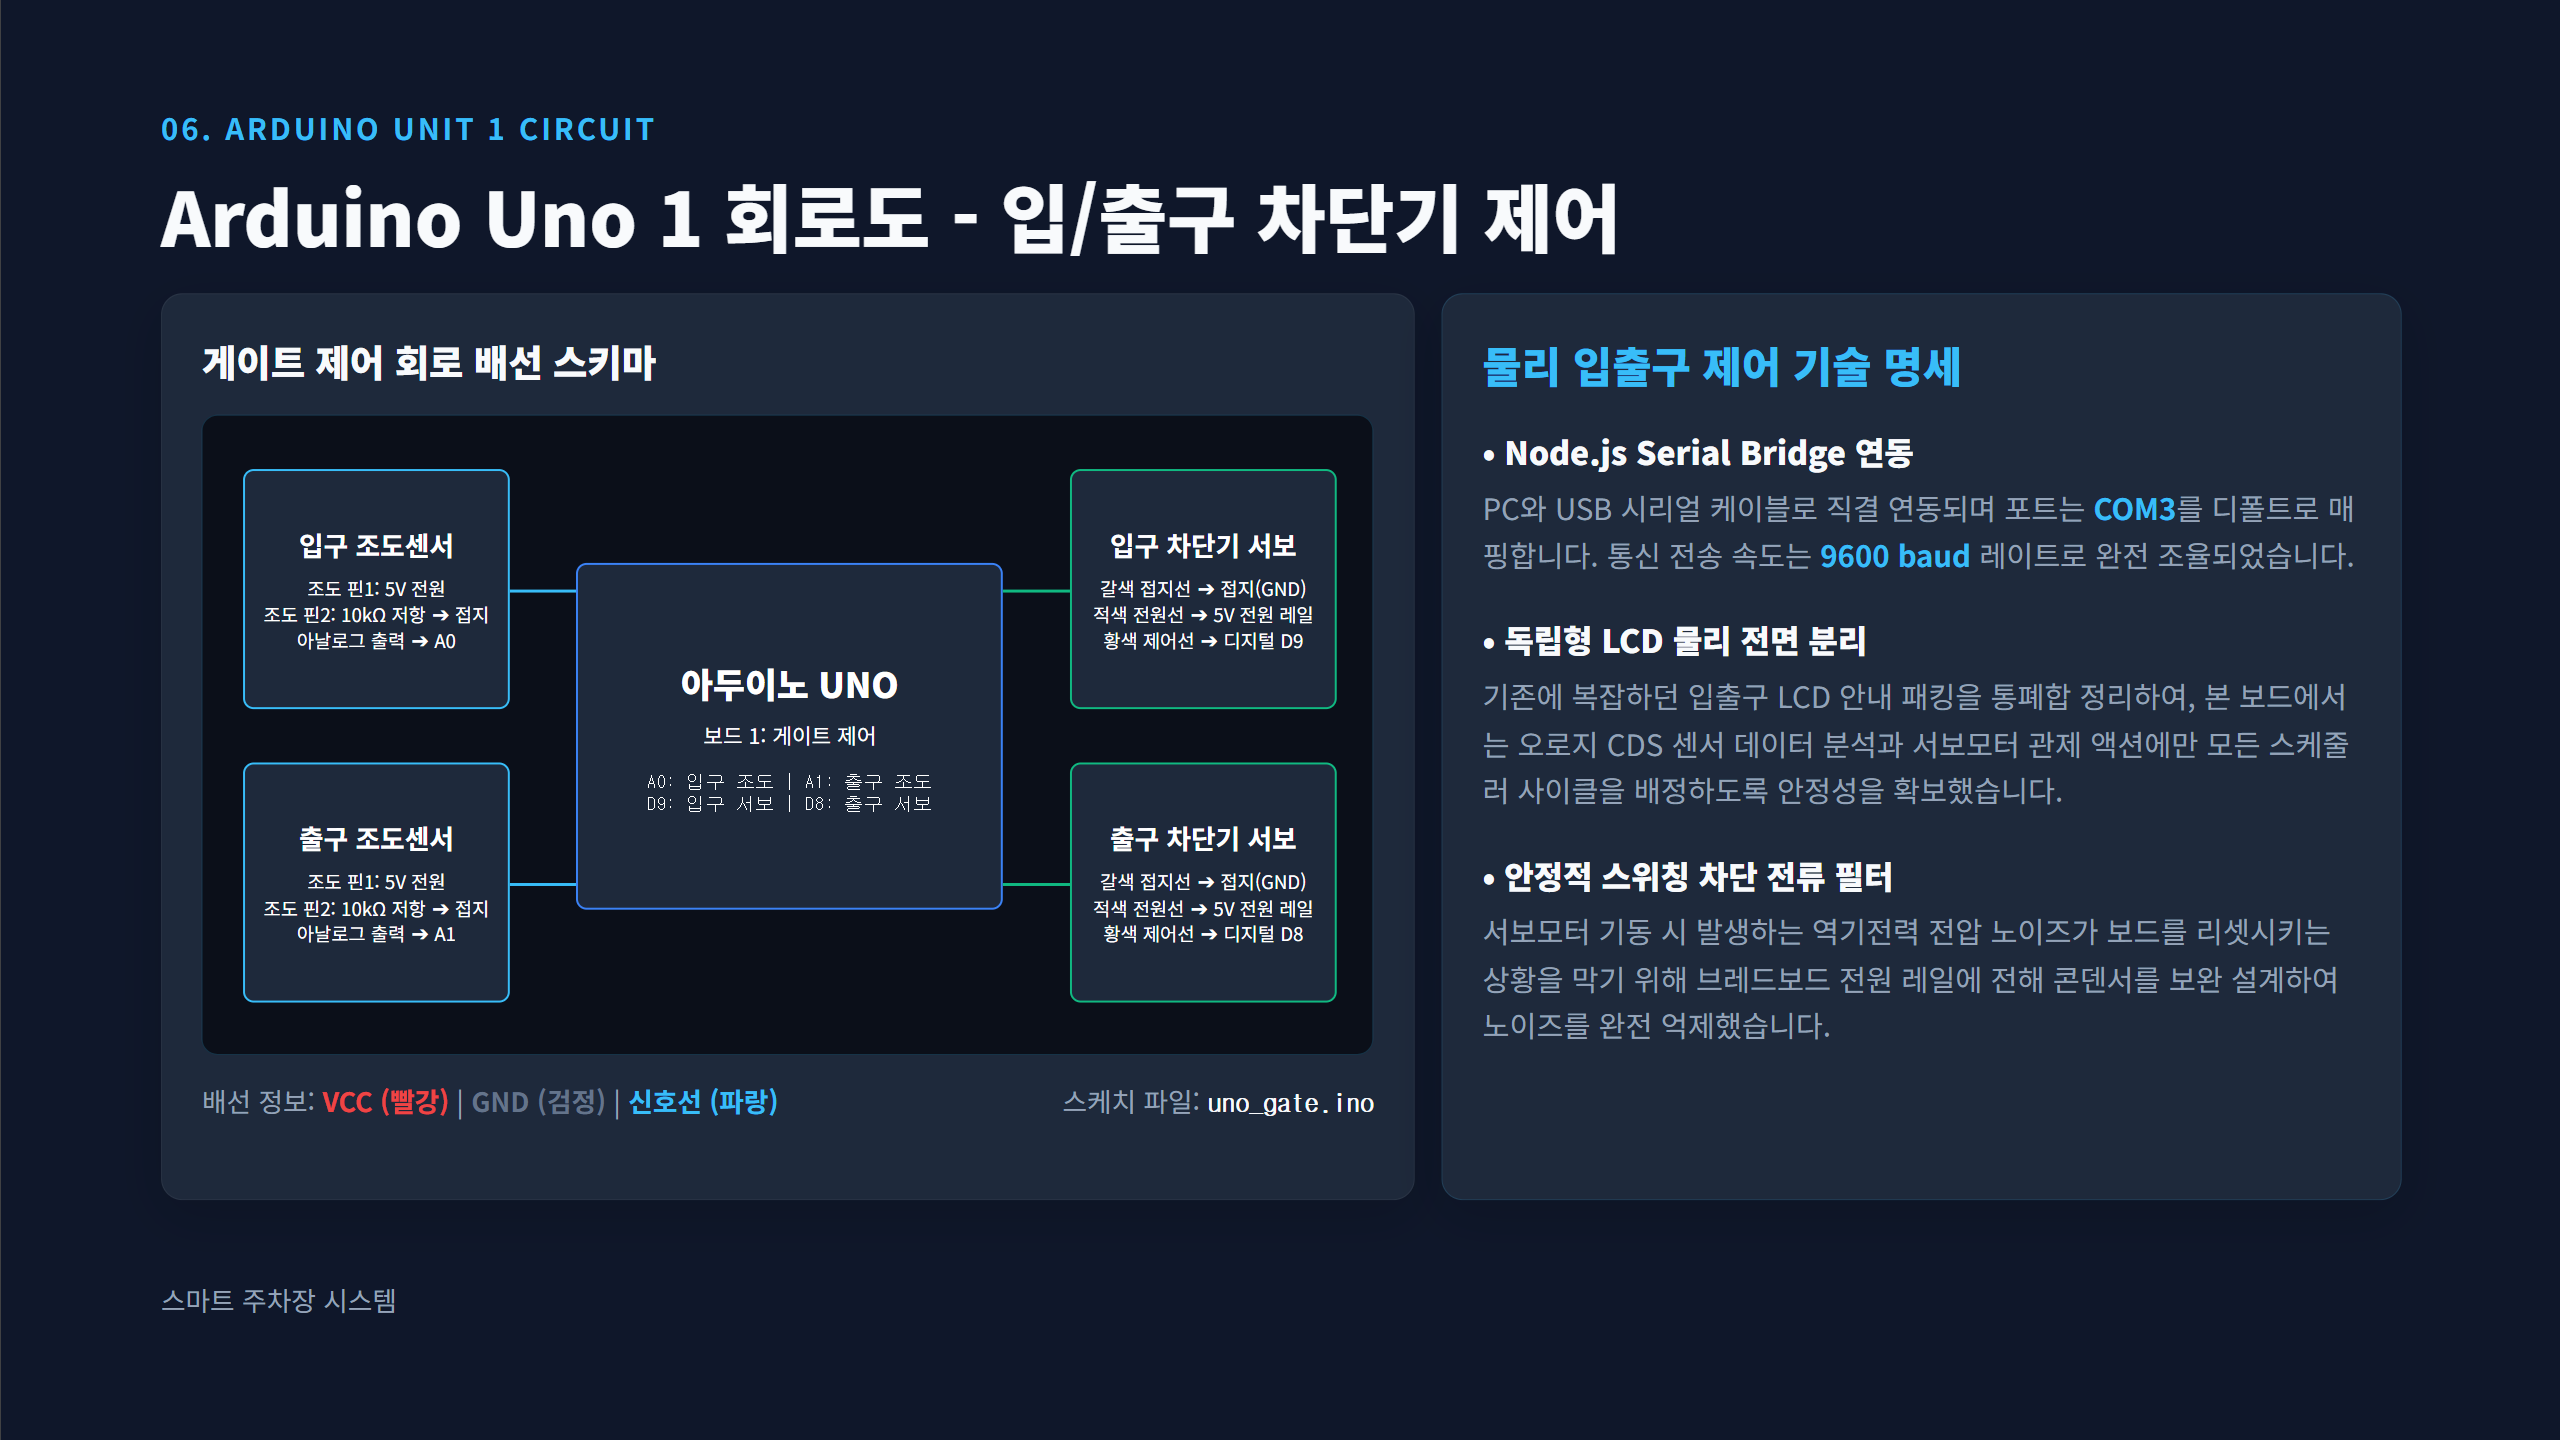 06. ARDUINO UNIT 1 CIRCUIT
Arduino Uno 1 회로도 - 입/출구 차단기 제어
게이트 제어 회로 배선 스키마
입구 조도센서
조도 핀1: 5V 전원
조도 핀2: 10kΩ 저항 ➔ 접지
아날로그 출력 ➔ A0
출구 조도센서
조도 핀1: 5V 전원
조도 핀2: 10kΩ 저항 ➔ 접지
아날로그 출력 ➔ A1
아두이노 UNO
보드 1: 게이트 제어
A0: 입구 조도 | A1: 출구 조도
D9: 입구 서보 | D8: 출구 서보
입구 차단기 서보
갈색 접지선 ➔ 접지(GND)
적색 전원선 ➔ 5V 전원 레일
황색 제어선 ➔ 디지털 D9
출구 차단기 서보
갈색 접지선 ➔ 접지(GND)
적색 전원선 ➔ 5V 전원 레일
황색 제어선 ➔ 디지털 D8
배선 정보: VCC (빨강) | GND (검정) | 신호선 (파랑)
스케치 파일: uno_gate.ino
물리 입출구 제어 기술 명세
• Node.js Serial Bridge 연동
PC와 USB 시리얼 케이블로 직결 연동되며 포트는 COM3를 디폴트로 매
핑합니다. 통신 전송 속도는 9600 baud 레이트로 완전 조율되었습니다.
• 독립형 LCD 물리 전면 분리
기존에 복잡하던 입출구 LCD 안내 패킹을 통폐합 정리하여, 본 보드에서
는 오로지 CDS 센서 데이터 분석과 서보모터 관제 액션에만 모든 스케줄
러 사이클을 배정하도록 안정성을 확보했습니다.
• 안정적 스위칭 차단 전류 필터
서보모터 기동 시 발생하는 역기전력 전압 노이즈가 보드를 리셋시키는
상황을 막기 위해 브레드보드 전원 레일에 전해 콘덴서를 보완 설계하여
노이즈를 완전 억제했습니다.
스마트 주차장 시스템